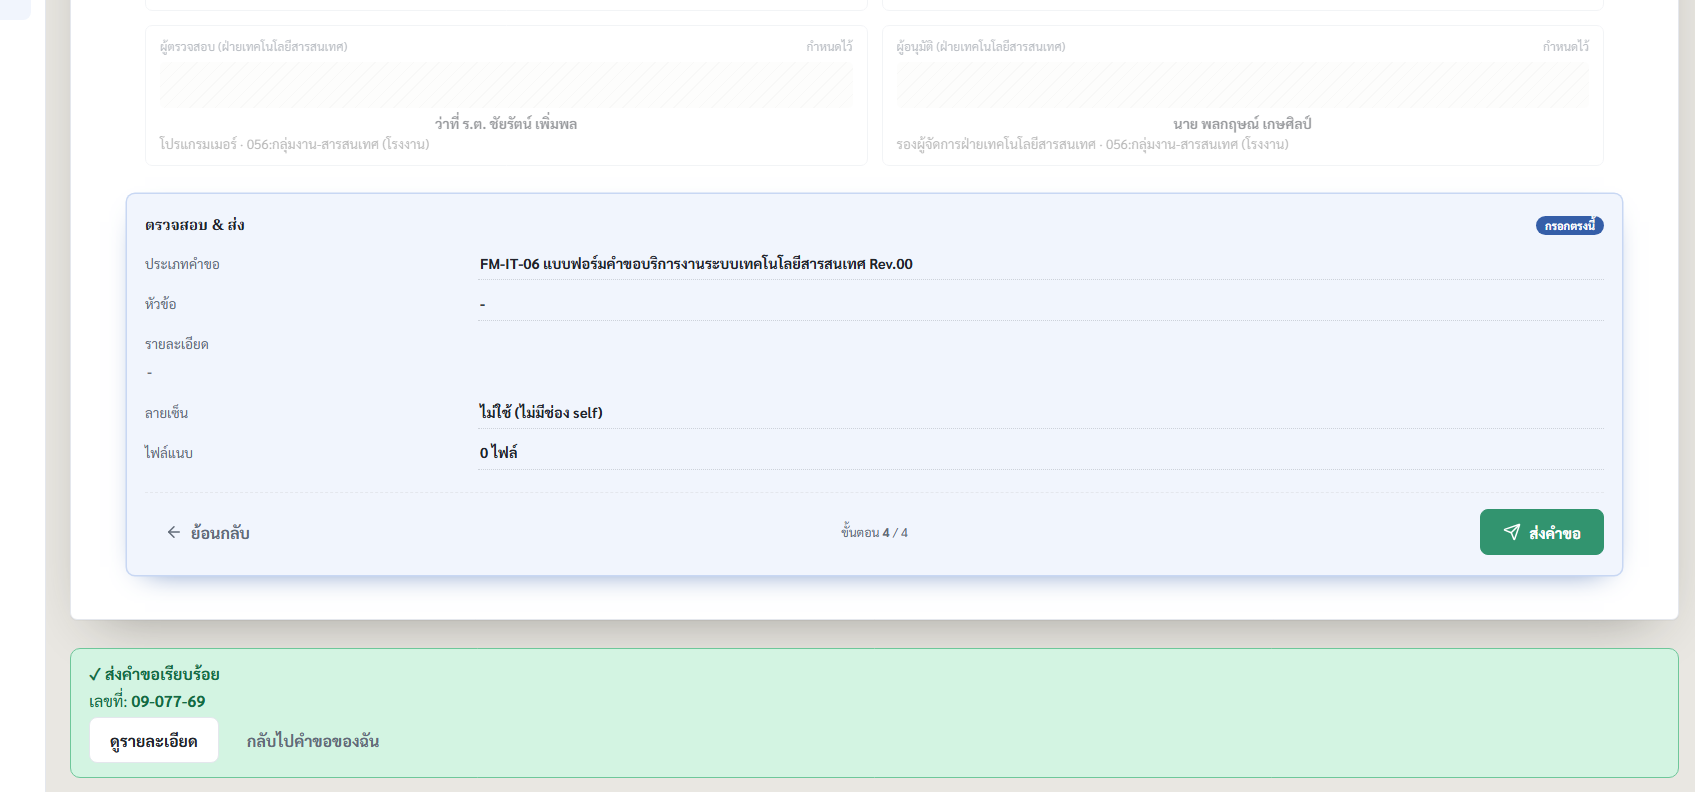 ผู้ตรวจสอบ (ฝ่ายเทคโนโลยีสารสนเทศ) กำหนดไว้
ว่าที่ ร.ต. ชัยรัตน์ เพิ่มพล
โปรแกรมเมอร์ · 056:กลุ่มงาน-สารสนเทศ (โรงงาน)
ผู้อนุมัติ (ฝ่ายเทคโนโลยีสารสนเทศ) กำหนดไว้
นาย พลกฤษณ์ เกษศิลป์
รองผู้จัดการฝ่ายเทคโนโลยีสารสนเทศ · 056:กลุ่มงาน-สารสนเทศ (โรงงาน)
ตรวจสอบ & ส่ง กรอกตรงนี้
ประเภทคำขอ FM-IT-06 แบบฟอร์มคำขอบริการงานระบบเทคโนโลยีสารสนเทศ Rev.00
หัวข้อ -
รายละเอียด
-
ลายเซ็น ไม่ใช้ (ไม่มีช่อง self)
ไฟล์แนบ 0 ไฟล์
← ย้อนกลับ ขั้นตอน 4 / 4 ส่งคำขอ
✓ ส่งคำขอเรียบร้อย
เลขที่: 09-077-69
ดูรายละเอียด กลับไปคำขอของฉัน